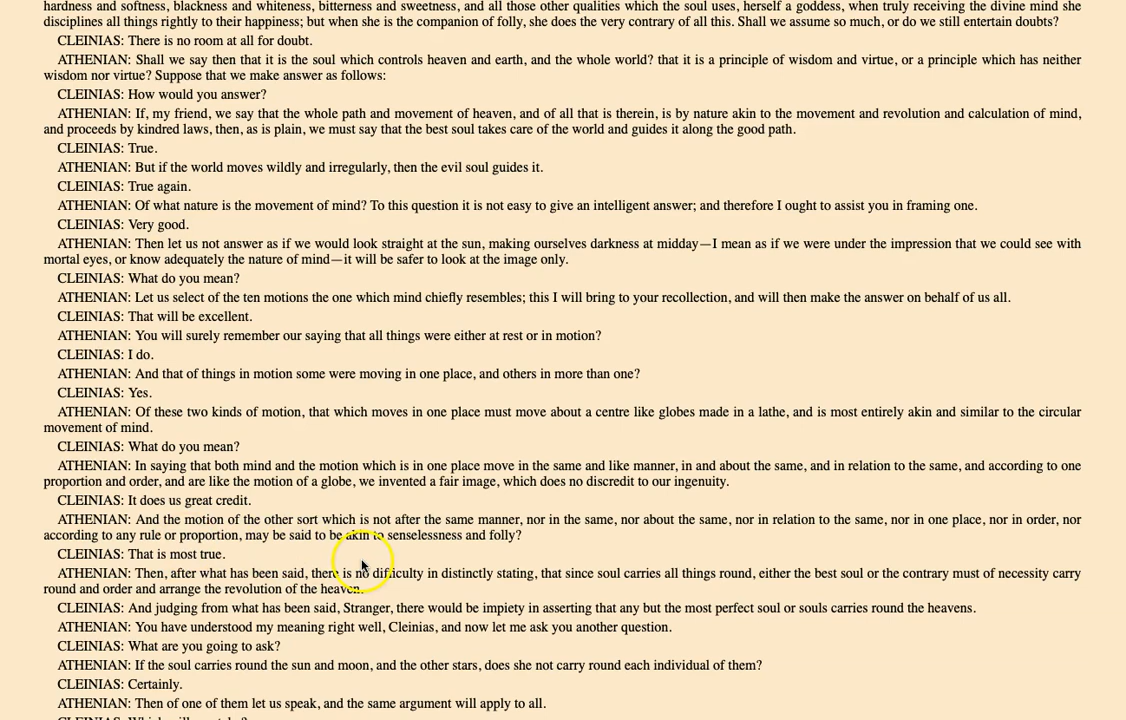 hardness and softness, blackness and whiteness, bitterness and sweetness, and all those other qualities which the soul uses, herself a goddess, when truly receiving the divine mind she
disciplines all things rightly to their happiness; but when she is the companion of folly, she does the very contrary of all this. Shall we assume so much, or do we still entertain doubts?
CLEINIAS: There is no room at all for doubt.
ATHENIAN: Shall we say then that it is the soul which controls heaven and earth, and the whole world? that it is a principle of wisdom and virtue, or a principle which has neither
wisdom nor virtue? Suppose that we make answer as follows:
CLEINIAS: How would you answer?
ATHENIAN: If, my friend, we say that the whole path and movement of heaven, and of all that is therein, is by nature akin to the movement and revolution and calculation of mind,
and proceeds by kindred laws, then, as is plain, we must say that the best soul takes care of the world and guides it along the good path.
CLEINIAS: True.
ATHENIAN: But if the world moves wildly and irregularly, then the evil soul guides it.
CLEINIAS: True again.
ATHENIAN: Of what nature is the movement of mind? To this question it is not easy to give an intelligent answer; and therefore I ought to assist you in framing one.
CLEINIAS: Very good.
ATHENIAN: Then let us not answer as if we would look straight at the sun, making ourselves darkness at midday—I mean as if we were under the impression that we could see with
mortal eyes, or know adequately the nature of mind—it will be safer to look at the image only.
CLEINIAS: What do you mean?
ATHENIAN: Let us select of the ten motions the one which mind chiefly resembles; this I will bring to your recollection, and will then make the answer on behalf of us all.
CLEINIAS: That will be excellent.
ATHENIAN: You will surely remember our saying that all things were either at rest or in motion?
CLEINIAS: I do.
ATHENIAN: And that of things in motion some were moving in one place, and others in more than one?
CLEINIAS: Yes.
ATHENIAN: Of these two kinds of motion, that which moves in one place must move about a centre like globes made in a lathe, and is most entirely akin and similar to the circular
movement of mind.
CLEINIAS: What do you mean?
ATHENIAN: In saying that both mind and the motion which is in one place move in the same and like manner, in and about the same, and in relation to the same, and according to one
proportion and order, and are like the motion of a globe, we invented a fair image, which does no discredit to our ingenuity.
CLEINIAS: It does us great credit.
ATHENIAN: And the motion of the other sort which is not after the same manner, nor in the same, nor about the same, nor in relation to the same, nor in one place, nor in order, nor
according to any rule or proportion, may be said to be akin to senselessness and folly?
CLEINIAS: That is most true.
ATHENIAN: Then, after what has been said, there is no difficulty in distinctly stating, that since soul carries all things round, either the best soul or the contrary must of necessity carry
round and order and arrange the revolution of the heaven.
CLEINIAS: And judging from what has been said, Stranger, there would be impiety in asserting that any but the most perfect soul or souls carries round the heavens.
ATHENIAN: You have understood my meaning right well, Cleinias, and now let me ask you another question.
CLEINIAS: What are you going to ask?
ATHENIAN: If the soul carries round the sun and moon, and the other stars, does she not carry round each individual of them?
CLEINIAS: Certainly.
ATHENIAN: Then of one of them let us speak, and the same argument will apply to all.